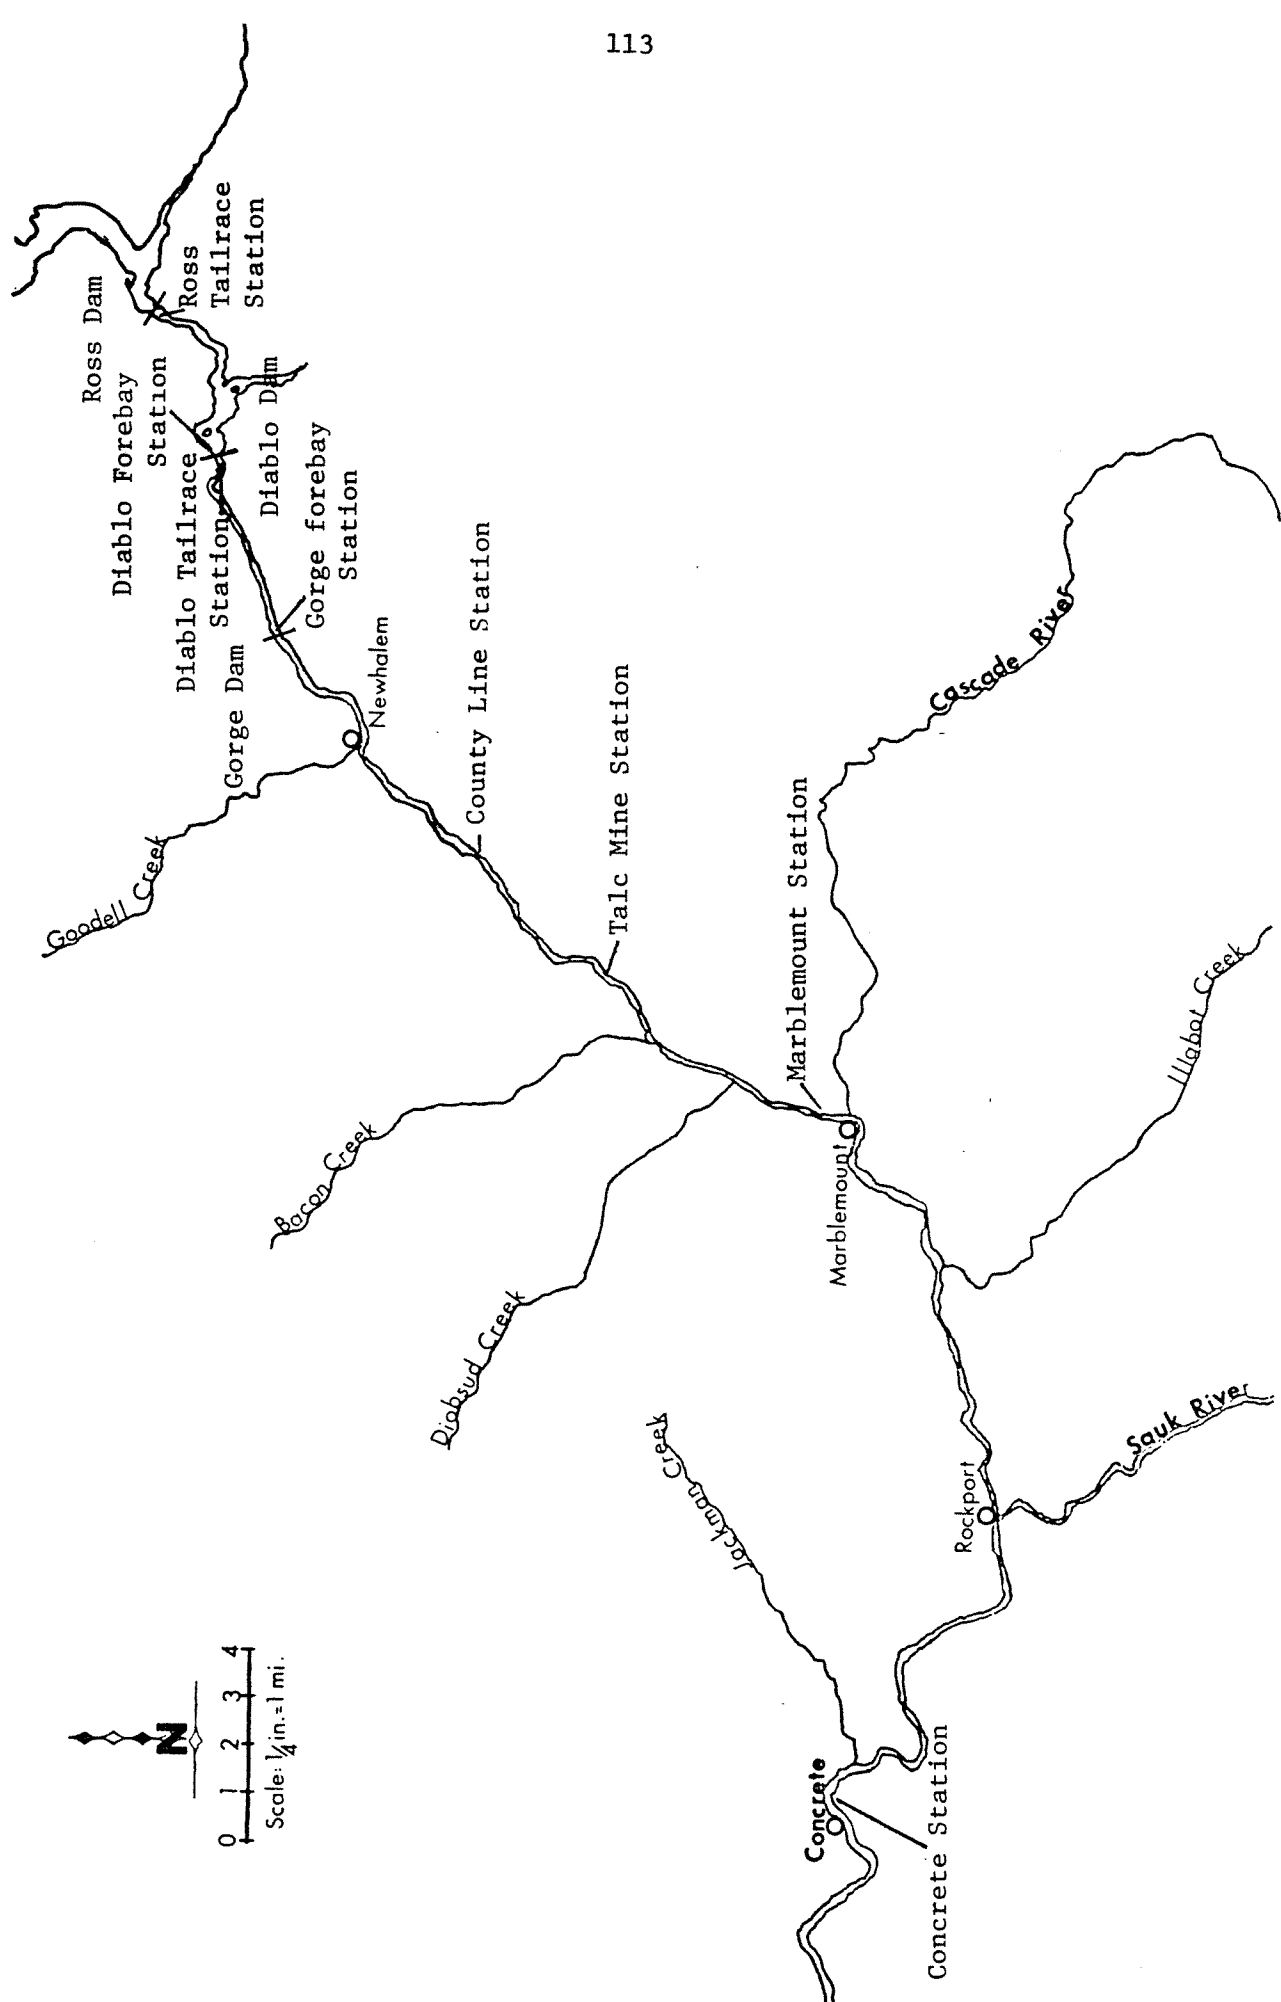 113
Ross Dam
Ross
Tailrace
Station
Diablo Forebay
Station
Diablo Dam
Diablo Tailrace
Station
Gorge forebay
Station
Gorge Dam
Newhalem
Goodell Creek
County Line Station
Talc Mine Station
Cascade River
Marblemount Station
Bacon Creek
Marblemount
Illabot Creek
Diobsud Creek
Jackman Creek
Rockport
Sauk River
Concrete
Concrete Station
N
0 1 2 3 4
Scale: 1/4 in. = 1 mi.